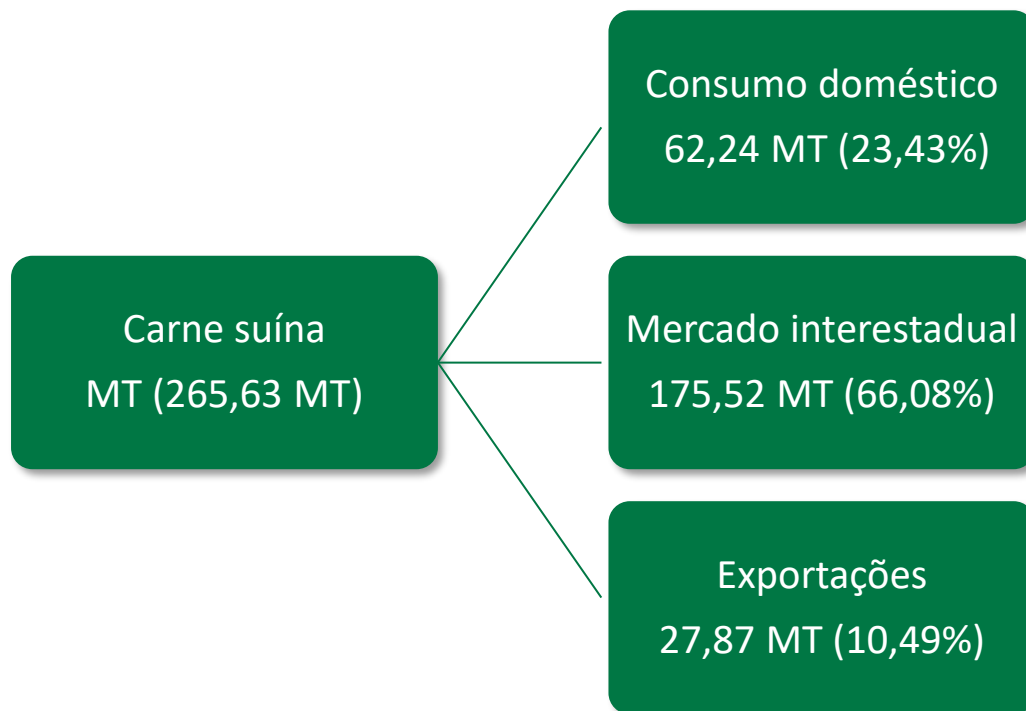 Consumo doméstico
62,24 MT (23,43%)
Carne suína
MT (265,63 MT)
Mercado interestadual
175,52 MT (66,08%)
Exportações
27,87 MT (10,49%)